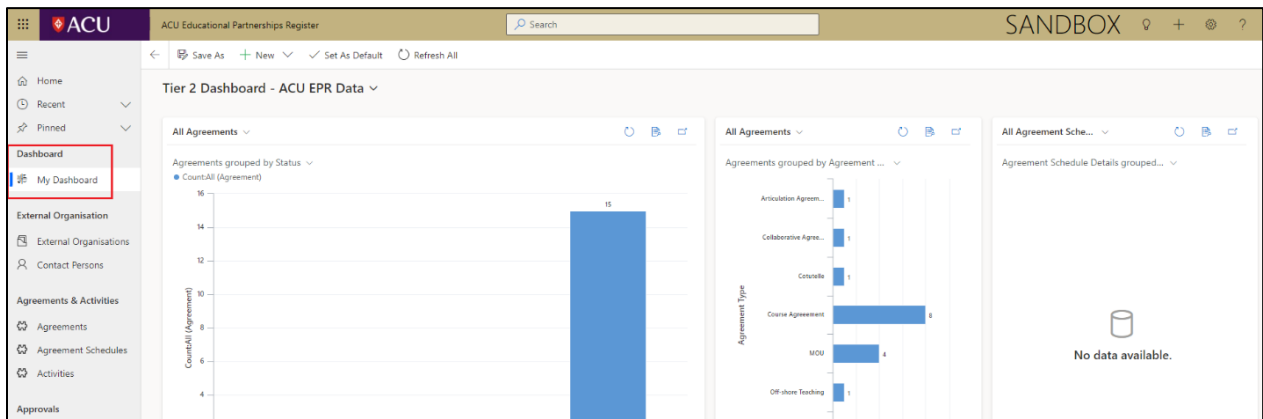 ACU
ACU Educational Partnerships Register
Search
SANDBOX
?
Save As
New
Set As Default
Refresh All
Home
Recent
Pinned
Dashboard
My Dashboard
External Organisation
External Organisations
Contact Persons
Agreements & Activities
Agreements
Agreement Schedules
Activities
Approvals
Tier 2 Dashboard - ACU EPR Data
All Agreements
Agreements grouped by Status
Count:All (Agreement)
16
14
12
10
8
6
4
Count:All (Agreement)
15
All Agreements
Agreements grouped by Agreement ...
Agreement Type
Articulation Agreem... 1
Collaborative Agree... 1
Cotutelle 1
Course Agreement 8
MOU 4
Off-shore Teaching 1
All Agreement Sche...
Agreement Schedule Details grouped...
No data available.